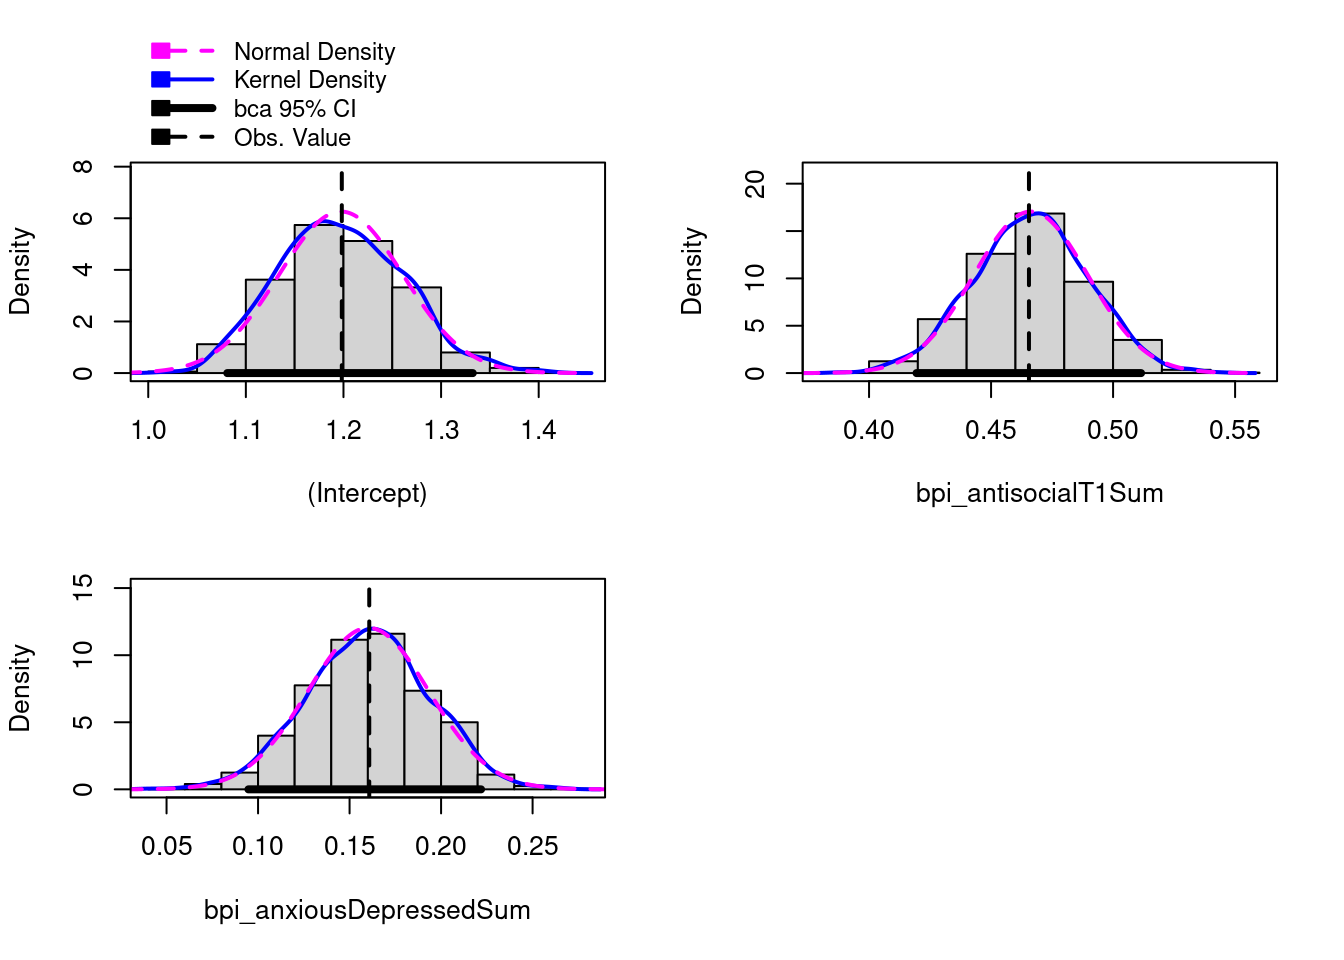 Normal Density
Kernel Density
bca 95% CI
Obs. Value
Density
0 2 4 6 8
1.0 1.1 1.2 1.3 1.4
(Intercept)
Density
0 5 10 20
0.40 0.45 0.50 0.55
bpi_antisocialT1Sum
Density
0 5 10 15
0.05 0.10 0.15 0.20 0.25
bpi_anxiousDepressedSum